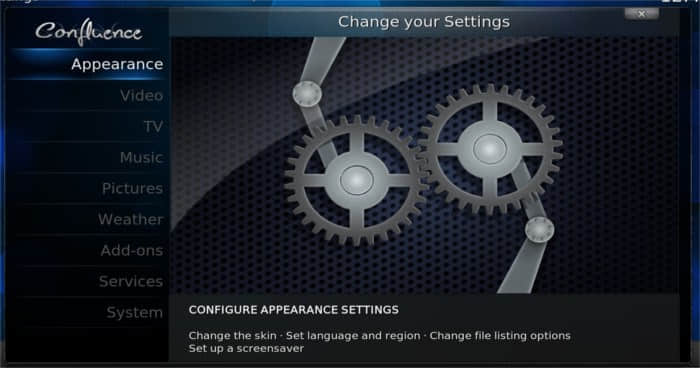 Change your Settings
Confluence
Appearance
Video
TV
Music
Pictures
Weather
Add-ons
Services
System
CONFIGURE APPEARANCE SETTINGS
Change the skin · Set language and region · Change file listing options
Set up a screensaver